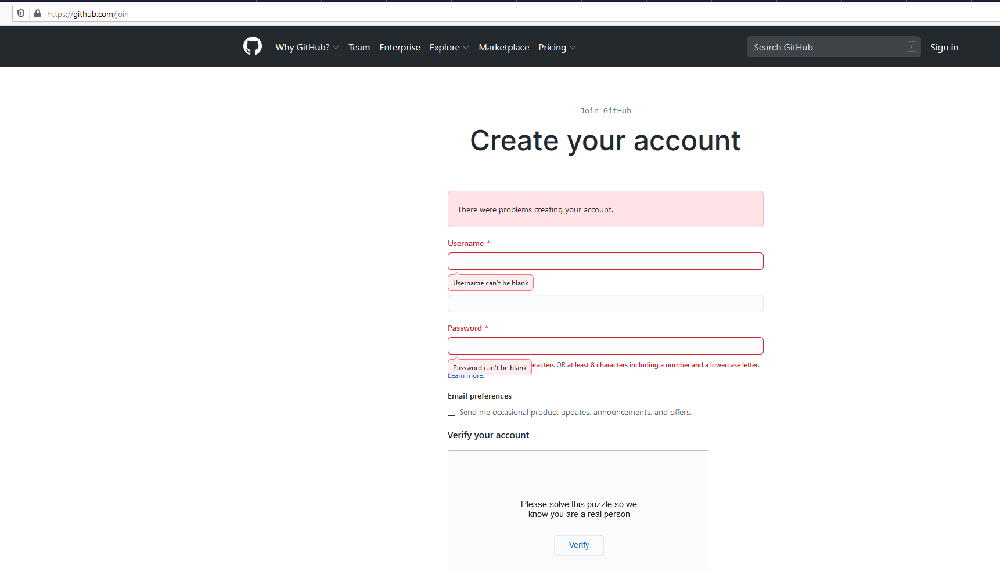 https://github.com/join
Why GitHub? Team Enterprise Explore Marketplace Pricing Search GitHub / Sign in
Join GitHub
Create your account
There were problems creating your account.
Username *
Username can't be blank
Password *
Password can't be blank aracters OR at least 8 characters including a number and a lowercase letter.
Learn more.
Email preferences
Send me occasional product updates, announcements, and offers.
Verify your account
Please solve this puzzle so we
know you are a real person
Verify